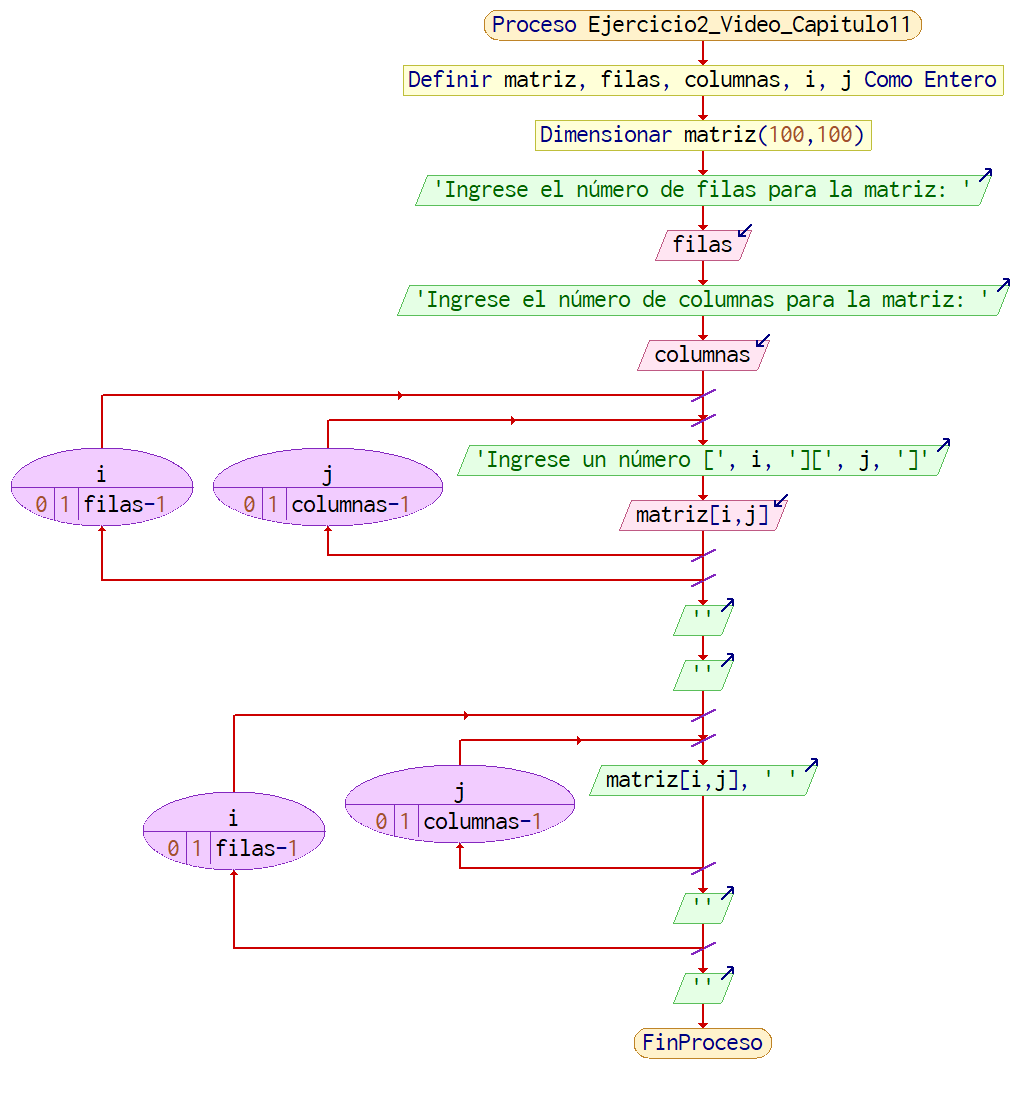 Proceso Ejercicio2_Video_Capitulo11
Definir matriz, filas, columnas, i, j Como Entero
Dimensionar matriz(100,100)
'Ingrese el número de filas para la matriz: '
filas
'Ingrese el número de columnas para la matriz: '
columnas
i
0 1 filas-1
j
0 1 columnas-1
'Ingrese un número [', i, '][', j, ']'
matriz[i,j]
''
''
i
0 1 filas-1
j
0 1 columnas-1
matriz[i,j], ' '
''
''
FinProceso